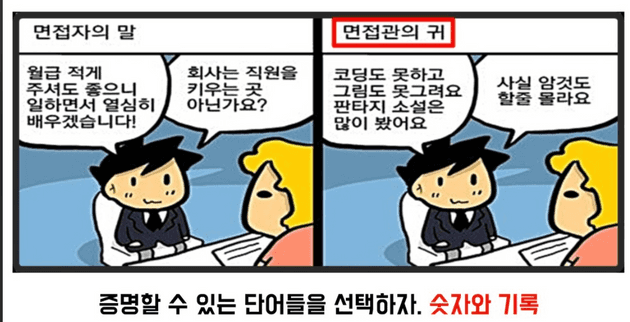 면접자의 말
월급 적게
주셔도 좋으니
일하면서 열심히
배우겠습니다!
회사는 직원을
키우는 곳
아닌가요?
면접관의 귀
코딩도 못하고
그림도 못그려요
판타지 소설은
많이 봤어요
사실 암것도
할줄 몰라요
증명할 수 있는 단어들을 선택하자. 숫자와 기록